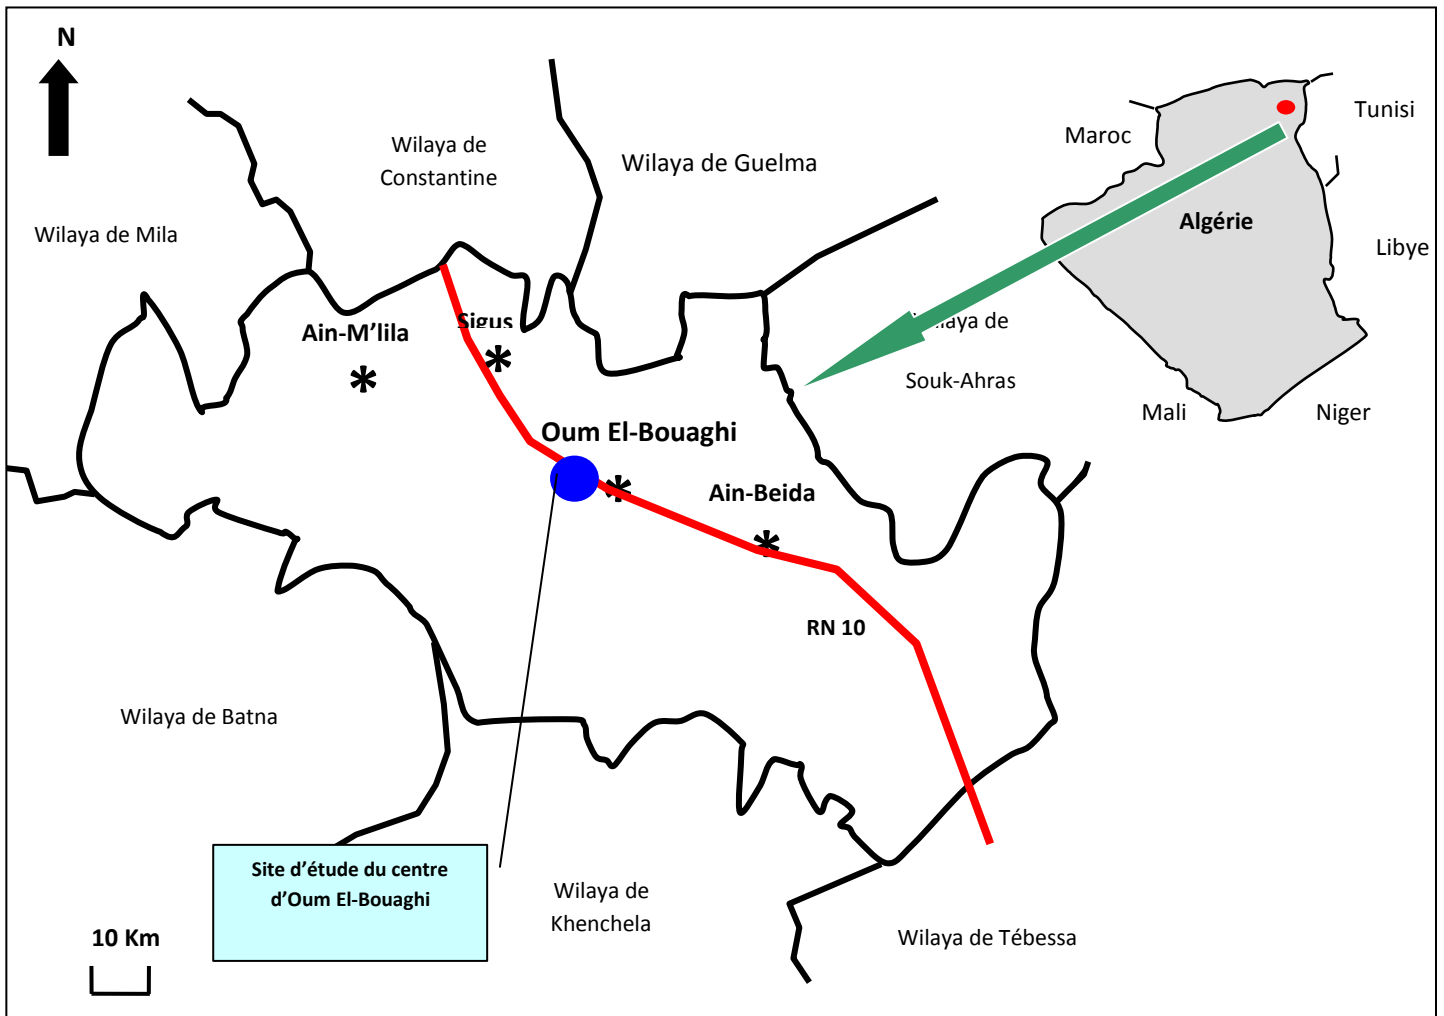 N
Wilaya de
Constantine
Wilaya de Guelma
Maroc
Tunisi
Wilaya de Mila
Algérie
Libye
Ain-M'lila
Sigus
Wilaya de
Souk-Ahras
Mali
Niger
Oum El-Bouaghi
Ain-Beida
RN 10
Wilaya de Batna
Site d'étude du centre
d'Oum El-Bouaghi
Wilaya de
Khenchela
Wilaya de Tébessa
10 Km